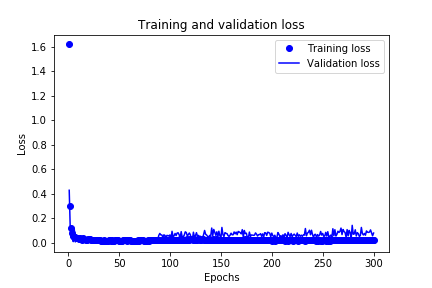 Training and validation loss
Training loss
Validation loss
1.6
1.4
1.2
1.0
0.8
0.6
0.4
0.2
0.0
Loss
0 50 100 150 200 250 300
Epochs